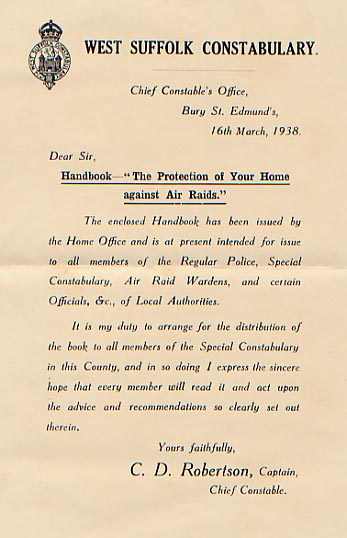 WEST SUFFOLK CONSTABULARY.
Chief Constable's Office,
Bury St. Edmund's,
16th March, 1938.
Dear Sir,
Handbook—"The Protection of Your Home
against Air Raids."
The enclosed Handbook has been issued by
the Home Office and is at present intended for issue
to all members of the Regular Police, Special
Constabulary, Air Raid Wardens, and certain
Officials, &c., of Local Authorities.
It is my duty to arrange for the distribution of
the book to all members of the Special Constabulary
in this County, and in so doing I express the sincere
hope that every member will read it and act upon
the advice and recommendations so clearly set out
therein.
Yours faithfully,
C. D. Robertson, Captain,
Chief Constable.